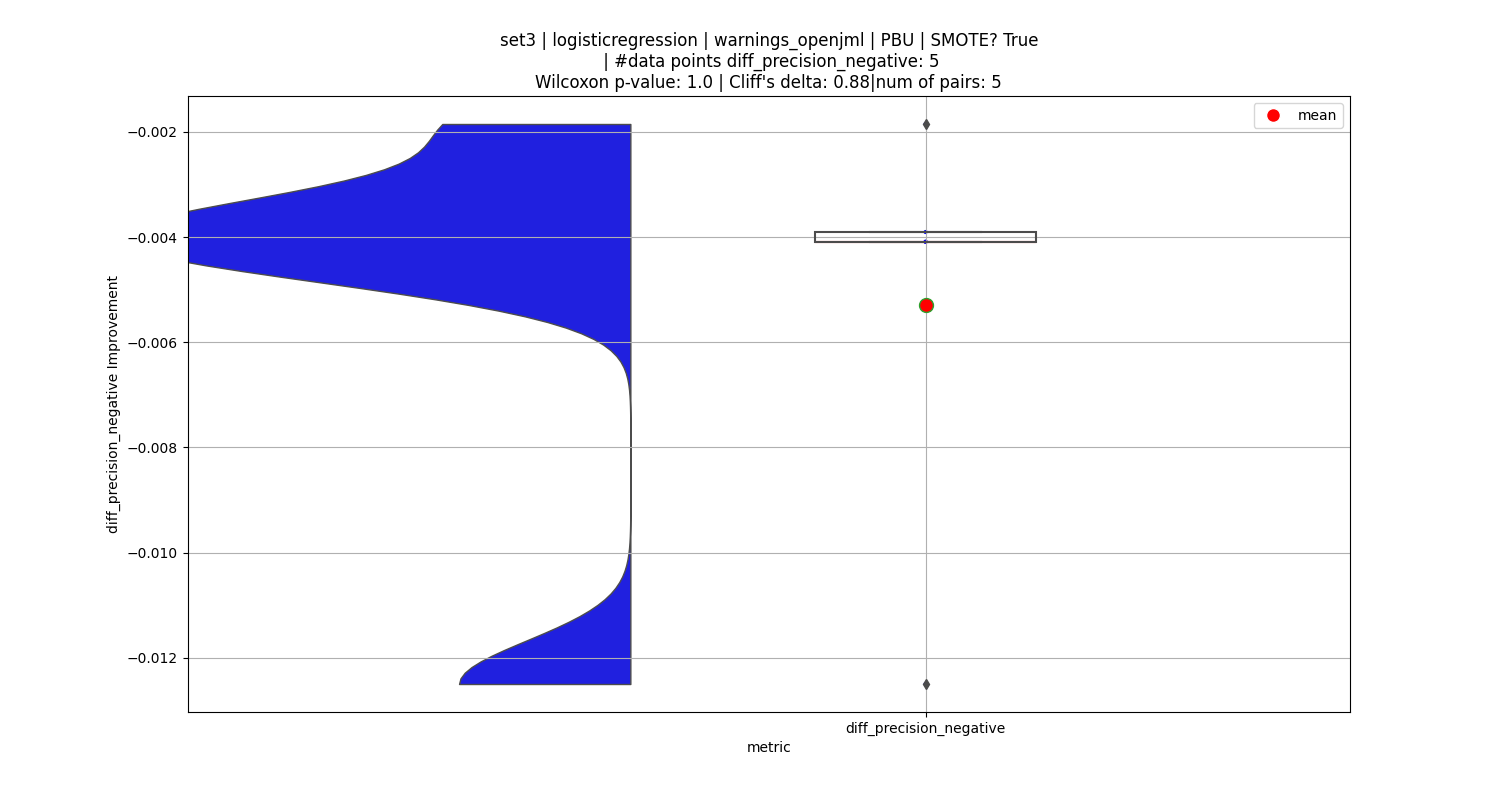 set3 | logisticregression | warnings_openjml | PBU | SMOTE? True
| #data points diff_precision_negative: 5
Wilcoxon p-value: 1.0 | Cliff's delta: 0.88|num of pairs: 5
mean
−0.002
−0.004
−0.006
−0.008
−0.010
−0.012
diff_precision_negative Improvement
diff_precision_negative
metric